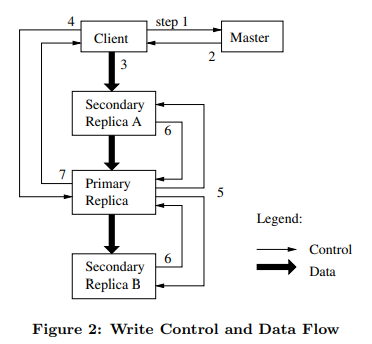 4
step 1
Client
Master
2
3
Secondary
Replica A
6
7
Primary
Replica
5
Legend:
Control
Secondary
Replica B
6
Data
Figure 2: Write Control and Data Flow